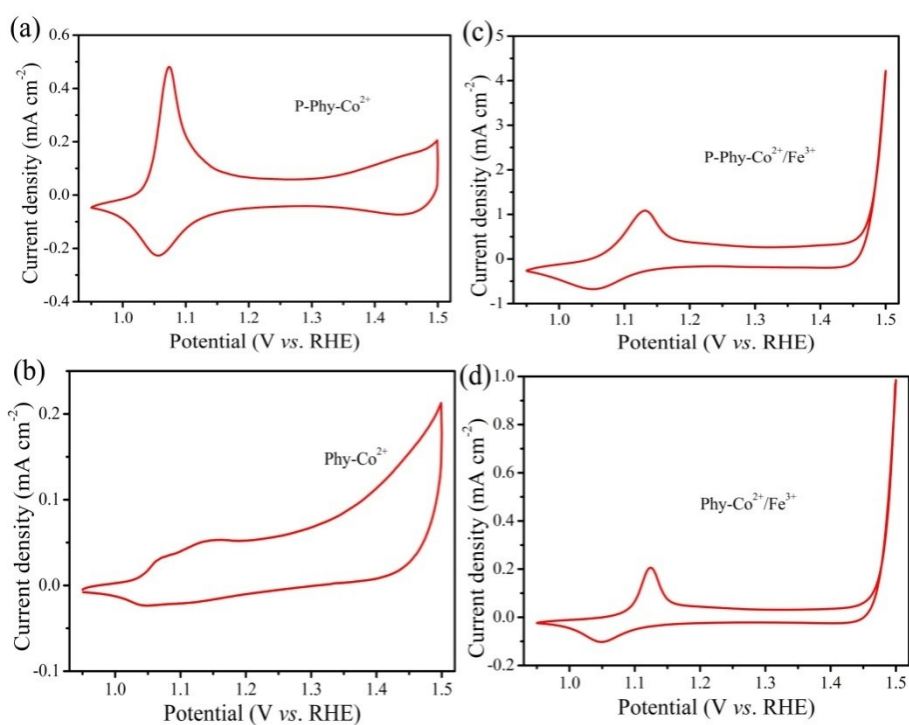 (a)
Current density (mA cm⁻²)
0.6
0.4
0.2
0.0
-0.2
-0.4
P-Phy-Co²⁺
1.0 1.1 1.2 1.3 1.4 1.5
Potential (V vs. RHE)
(c)
Current density (mA cm⁻²)
5
4
3
2
1
0
-1
P-Phy-Co²⁺/Fe³⁺
1.0 1.1 1.2 1.3 1.4 1.5
Potential (V vs. RHE)
(b)
Current density (mA cm⁻²)
0.2
0.1
0.0
-0.1
Phy-Co²⁺
1.0 1.1 1.2 1.3 1.4 1.5
Potential (V vs. RHE)
(d)
Current density (mA cm⁻²)
1.0
0.8
0.6
0.4
0.2
0.0
-0.2
Phy-Co²⁺/Fe³⁺
1.0 1.1 1.2 1.3 1.4 1.5
Potential (V vs. RHE)